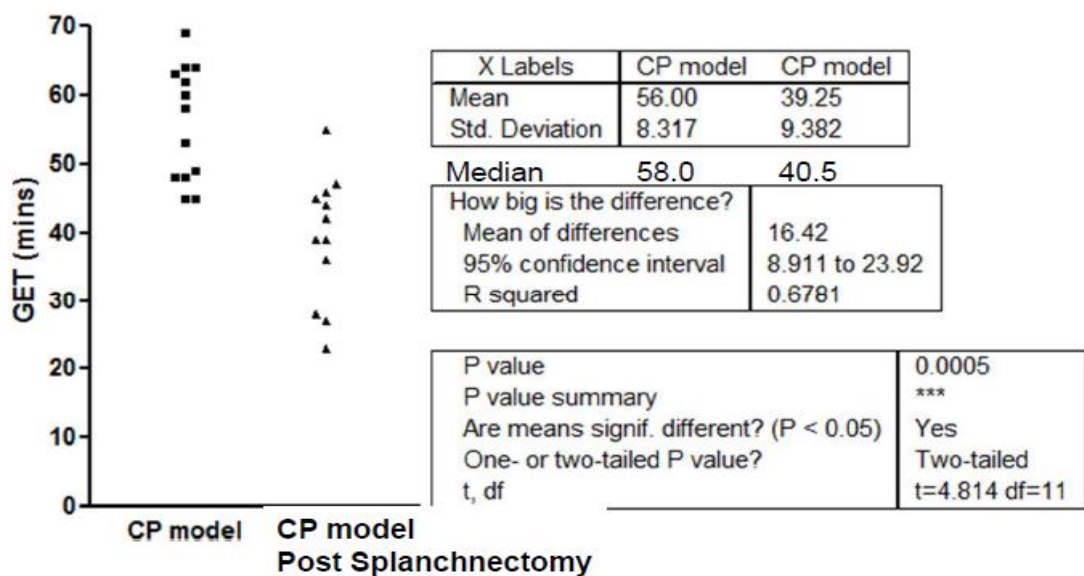 70
60
50
40
30
20
10
0
GET (mins)
CP model
CP model
Post Splanchnectomy
X Labels CP model CP model
Mean 56.00 39.25
Std. Deviation 8.317 9.382
Median 58.0 40.5
How big is the difference?
Mean of differences 16.42
95% confidence interval 8.911 to 23.92
R squared 0.6781
P value 0.0005
P value summary ***
Are means signif. different? (P < 0.05) Yes
One- or two-tailed P value? Two-tailed
t, df t=4.814 df=11